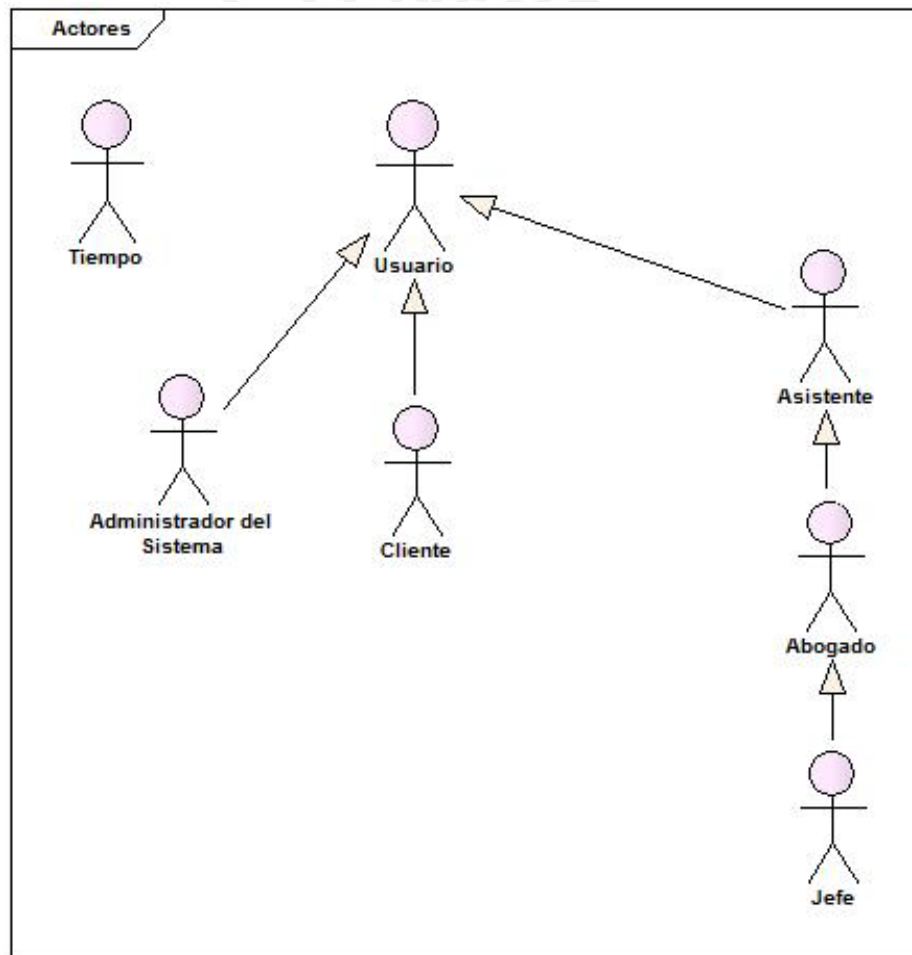 Actores
Tiempo
Usuario
Asistente
Administrador del
Sistema
Cliente
Abogado
Jefe